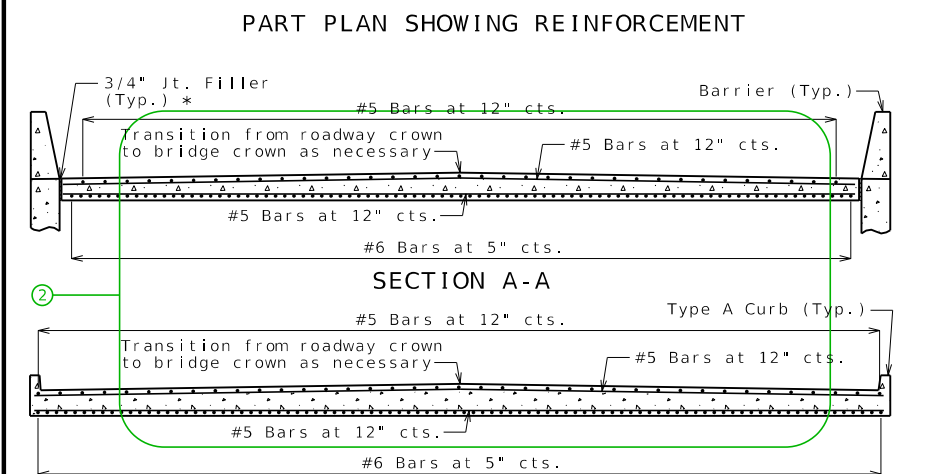 PART PLAN SHOWING REINFORCEMENT
3/4" Jt. Filler
(Typ.) *
Barrier (Typ.)
#5 Bars at 12" cts.
Transition from roadway crown
to bridge crown as necessary
#5 Bars at 12" cts.
#5 Bars at 12" cts.
#6 Bars at 5" cts.
SECTION A-A
2
Type A Curb (Typ.)
#5 Bars at 12" cts.
Transition from roadway crown
to bridge crown as necessary
#5 Bars at 12" cts.
#5 Bars at 12" cts.
#6 Bars at 5" cts.